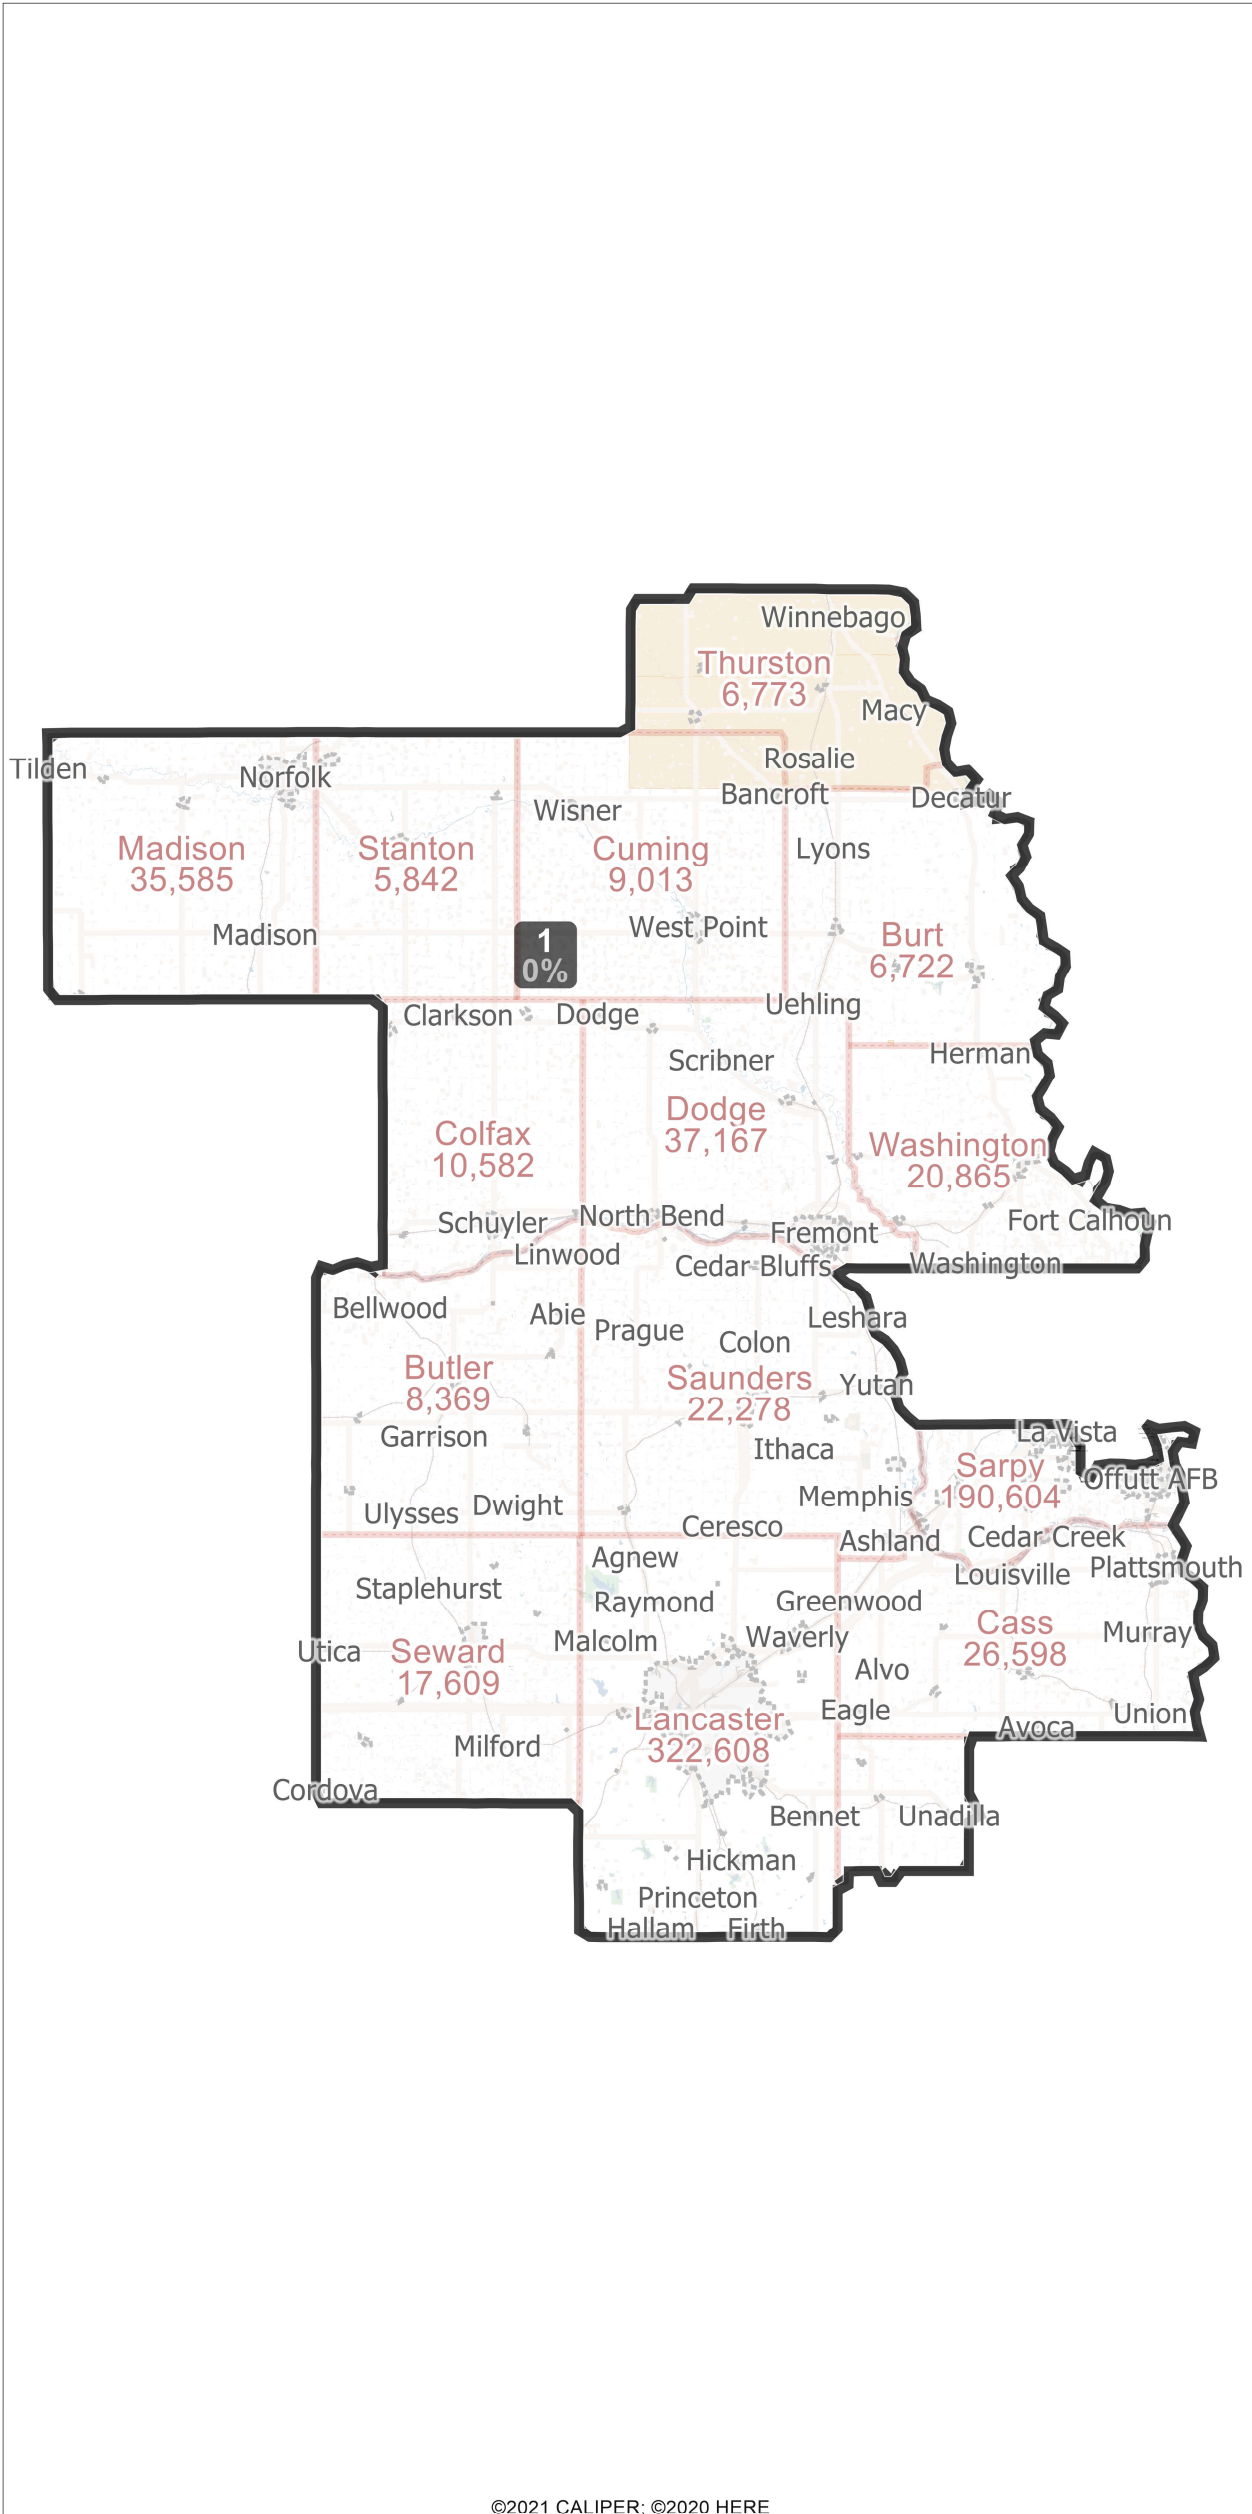 Winnebago
Thurston
6,773
Macy
Tilden
Norfolk
Rosalie
Bancroft
Decatur
Wisner
Madison
35,585
Stanton
5,842
Cuming
9,013
Lyons
Madison
West Point
Burt
6,722
1
0%
Clarkson
Dodge
Uehling
Scribner
Herman
Dodge
37,167
Colfax
10,582
Washington
20,865
Schuyler
North Bend
Fremont
Fort Calhoun
Linwood
Cedar Bluffs
Washington
Bellwood
Abie
Prague
Leshara
Colon
Butler
8,369
Saunders
22,278
Yutan
Garrison
Ithaca
La Vista
Sarpy
190,604
Offutt AFB
Memphis
Ulysses
Dwight
Ceresco
Ashland
Cedar Creek
Agnew
Louisville
Plattsmouth
Staplehurst
Raymond
Greenwood
Cass
26,598
Murray
Utica
Seward
17,609
Malcolm
Waverly
Alvo
Eagle
Union
Lancaster
322,608
Avoca
Milford
Cordova
Bennet
Unadilla
Hickman
Princeton
Hallam
Firth
©2021 CALIPER; ©2020 HERE